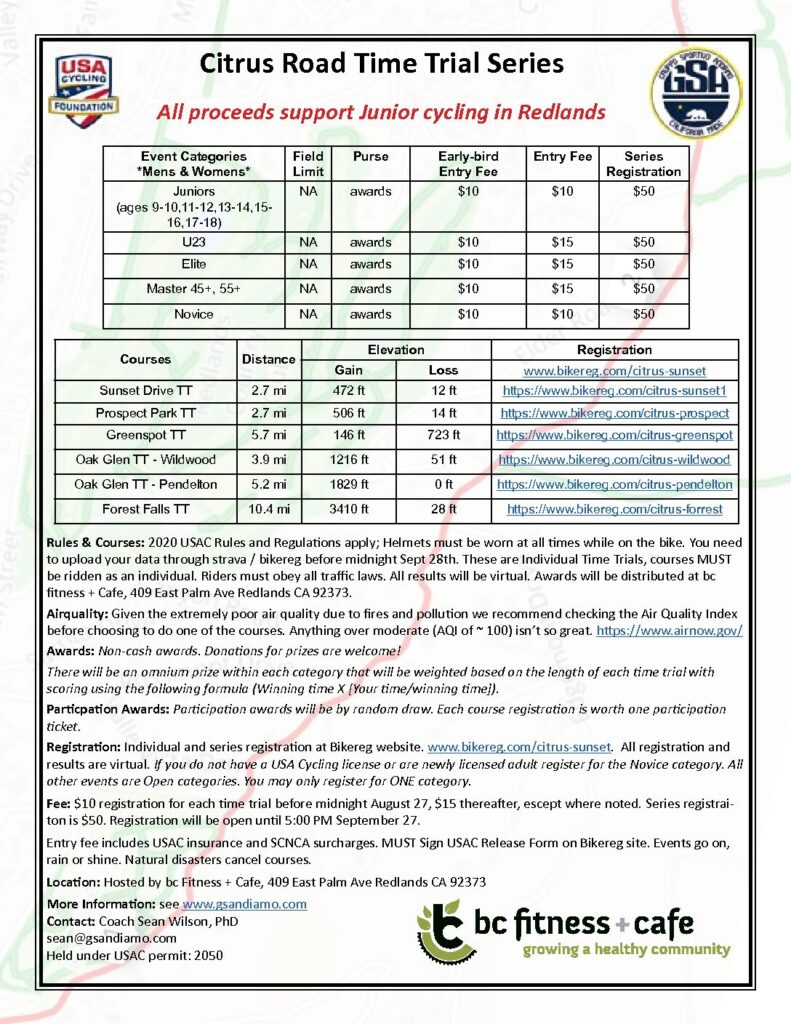 Citrus Road Time Trial Series
USA
CYCLING
FOUNDATION
GRUPPO SPORTIVO
GSA
CALIFORNIA
All proceeds support Junior cycling in Redlands
Event Categories *Mens & Womens* Field Limit Purse Early-bird Entry Fee Entry Fee Series Registration
Juniors (ages 9-10,11-12,13-14,15-16,17-18) NA awards $10 $10 $50
U23 NA awards $10 $15 $50
Elite NA awards $10 $15 $50
Master 45+, 55+ NA awards $10 $15 $50
Novice NA awards $10 $10 $50
Courses Distance Elevation Registration
Gain Loss www.bikereg.com/citrus-sunset
Sunset Drive TT 2.7 mi 472 ft 12 ft https://www.bikereg.com/citrus-sunset1
Prospect Park TT 2.7 mi 506 ft 14 ft https://www.bikereg.com/citrus-prospect
Greenspot TT 5.7 mi 146 ft 723 ft https://www.bikereg.com/citrus-greenspot
Oak Glen TT - Wildwood 3.9 mi 1216 ft 51 ft https://www.bikereg.com/citrus-wildwood
Oak Glen TT - Pendelton 5.2 mi 1829 ft 0 ft https://www.bikereg.com/citrus-pendelton
Forest Falls TT 10.4 mi 3410 ft 28 ft https://www.bikereg.com/citrus-forrest
Rules & Courses: 2020 USAC Rules and Regulations apply; Helmets must be worn at all times while on the bike. You need
to upload your data through strava / bikereg before midnight Sept 28th. These are Individual Time Trials, courses MUST
be ridden as an individual. Riders must obey all traffic laws. All results will be virtual. Awards will be distributed at bc
fitness + Cafe, 409 East Palm Ave Redlands CA 92373.
Airquality: Given the extremely poor air quality due to fires and pollution we recommend checking the Air Quality Index
before choosing to do one of the courses. Anything over moderate (AQI of ~ 100) isn't so great. https://www.airnow.gov/
Awards: Non-cash awards. Donations for prizes are welcome!
There will be an omnium prize within each category that will be weighted based on the length of each time trial with
scoring using the following formula (Winning time X [Your time/winning time]).
Particpation Awards: Participation awards will be by random draw. Each course registration is worth one participation
ticket.
Registration: Individual and series registration at Bikereg website. www.bikereg.com/citrus-sunset. All registration and
results are virtual. If you do not have a USA Cycling license or are newly licensed adult register for the Novice category. All
other events are Open categories. You may only register for ONE category.
Fee: $10 registration for each time trial before midnight August 27, $15 thereafter, escept where noted. Series registrai-
ton is $50. Registration will be open until 5:00 PM September 27.
Entry fee includes USAC insurance and SCNCA surcharges. MUST Sign USAC Release Form on Bikereg site. Events go on,
rain or shine. Natural disasters cancel courses.
Location: Hosted by bc Fitness + Cafe, 409 East Palm Ave Redlands CA 92373
More Information: see www.gsandiamo.com
Contact: Coach Sean Wilson, PhD
sean@gsandiamo.com
Held under USAC permit: 2050
bc fitness + cafe
growing a healthy community